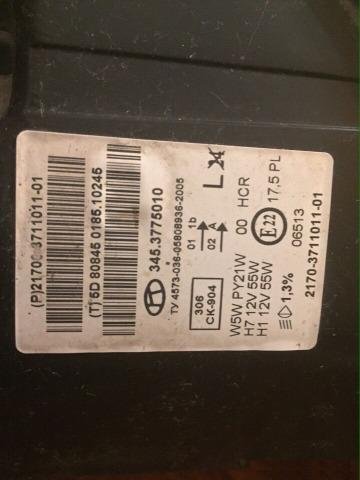 (P)21700-3711011-01
(T) 5D 80845 0185.10245
345.3775010
ТУ 4573-036-05808936-2005
306
СК-904
01 1b
02 A
L
W5W PY21W
H7 12V 55W
H1 12V 55W
00 HCR
E22
17,5 PL
1,3%
06513
2170-3711011-01